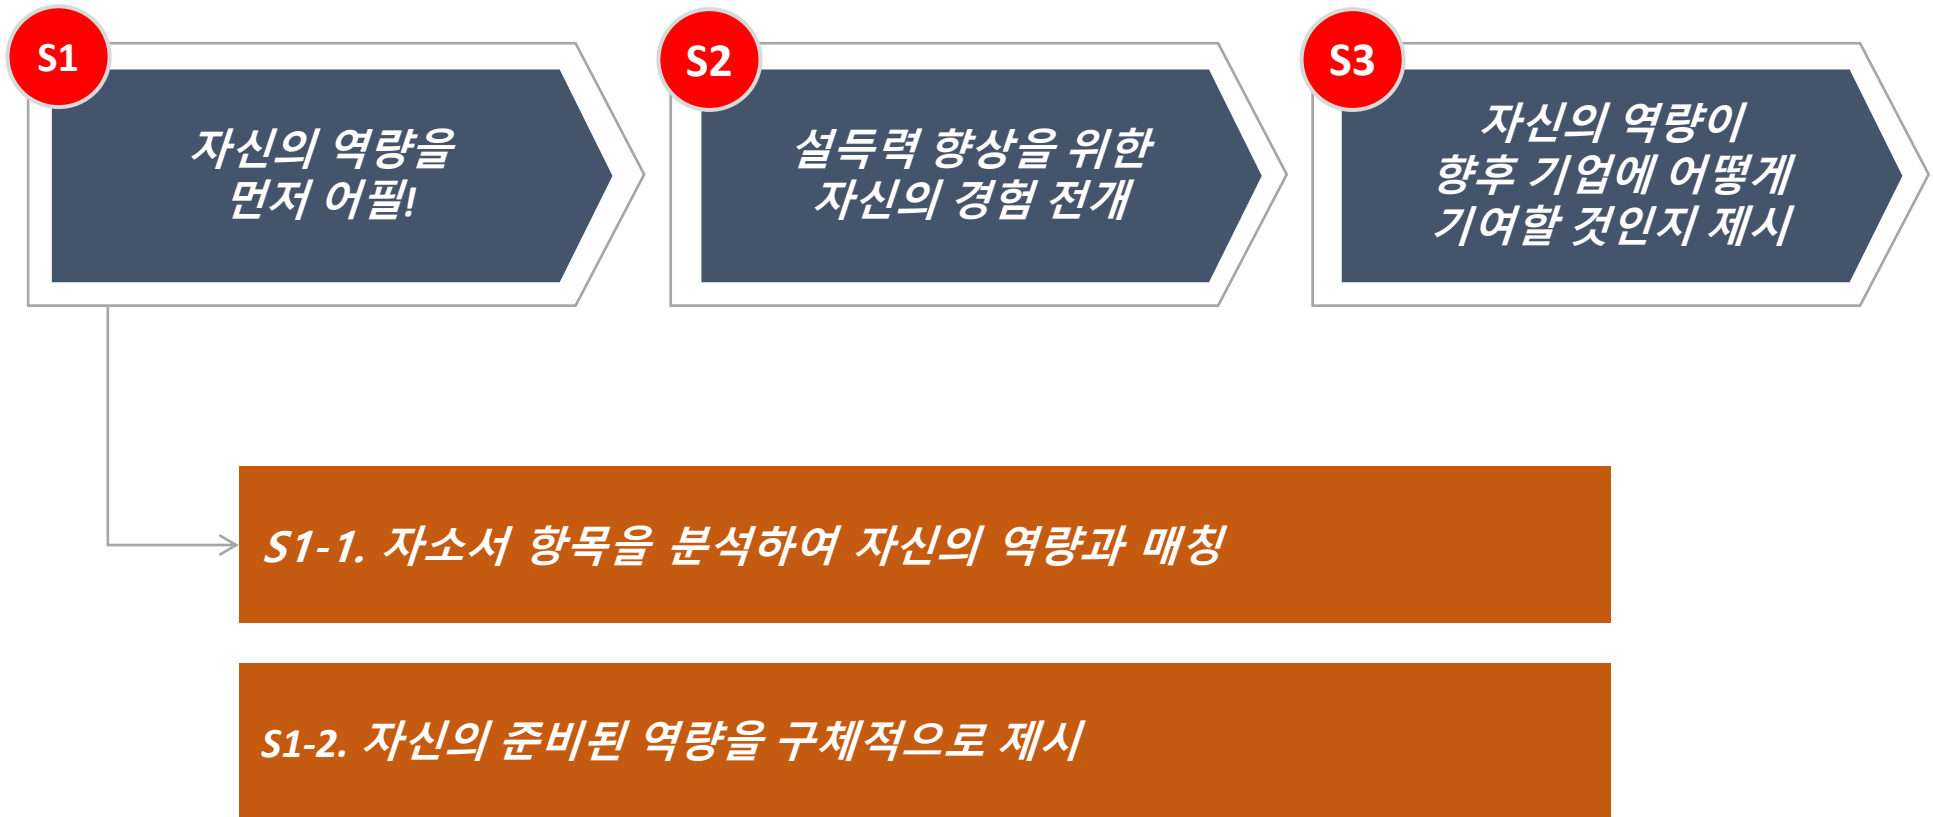 S1
자신의 역량을
먼저 어필!
S2
설득력 향상을 위한
자신의 경험 전개
S3
자신의 역량이
향후 기업에 어떻게
기여할 것인지 제시
S1-1. 자소서 항목을 분석하여 자신의 역량과 매칭
S1-2. 자신의 준비된 역량을 구체적으로 제시